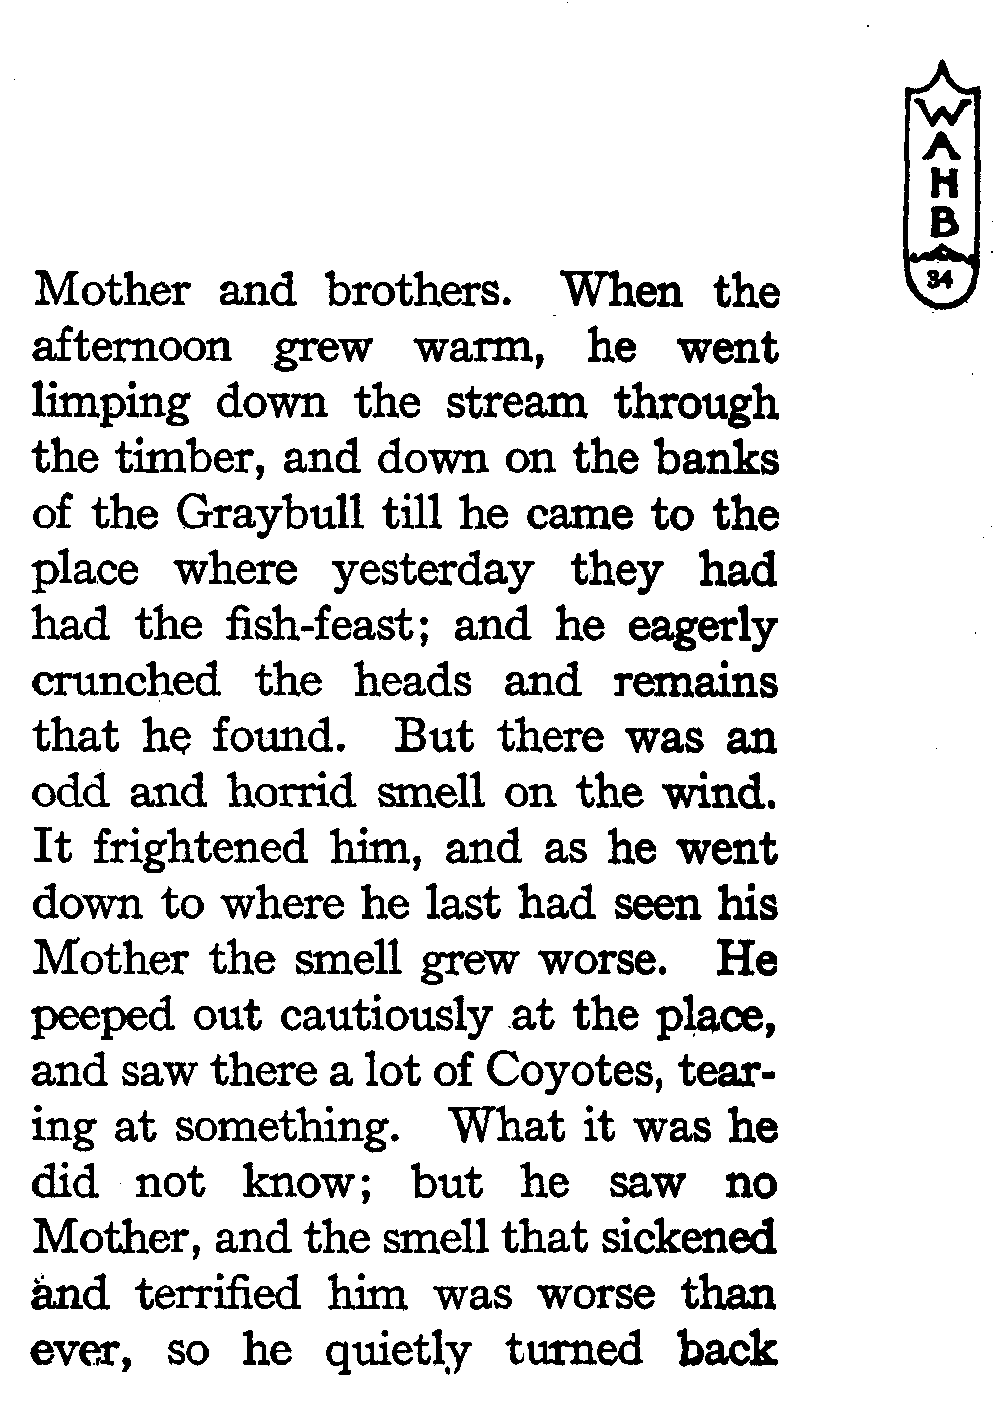 WAHB
34
Mother and brothers. When the
afternoon grew warm, he went
limping down the stream through
the timber, and down on the banks
of the Graybull till he came to the
place where yesterday they had
had the fish-feast; and he eagerly
crunched the heads and remains
that he found. But there was an
odd and horrid smell on the wind.
It frightened him, and as he went
down to where he last had seen his
Mother the smell grew worse. He
peeped out cautiously at the place,
and saw there a lot of Coyotes, tear-
ing at something. What it was he
did not know; but he saw no
Mother, and the smell that sickened
and terrified him was worse than
ever, so he quietly turned back